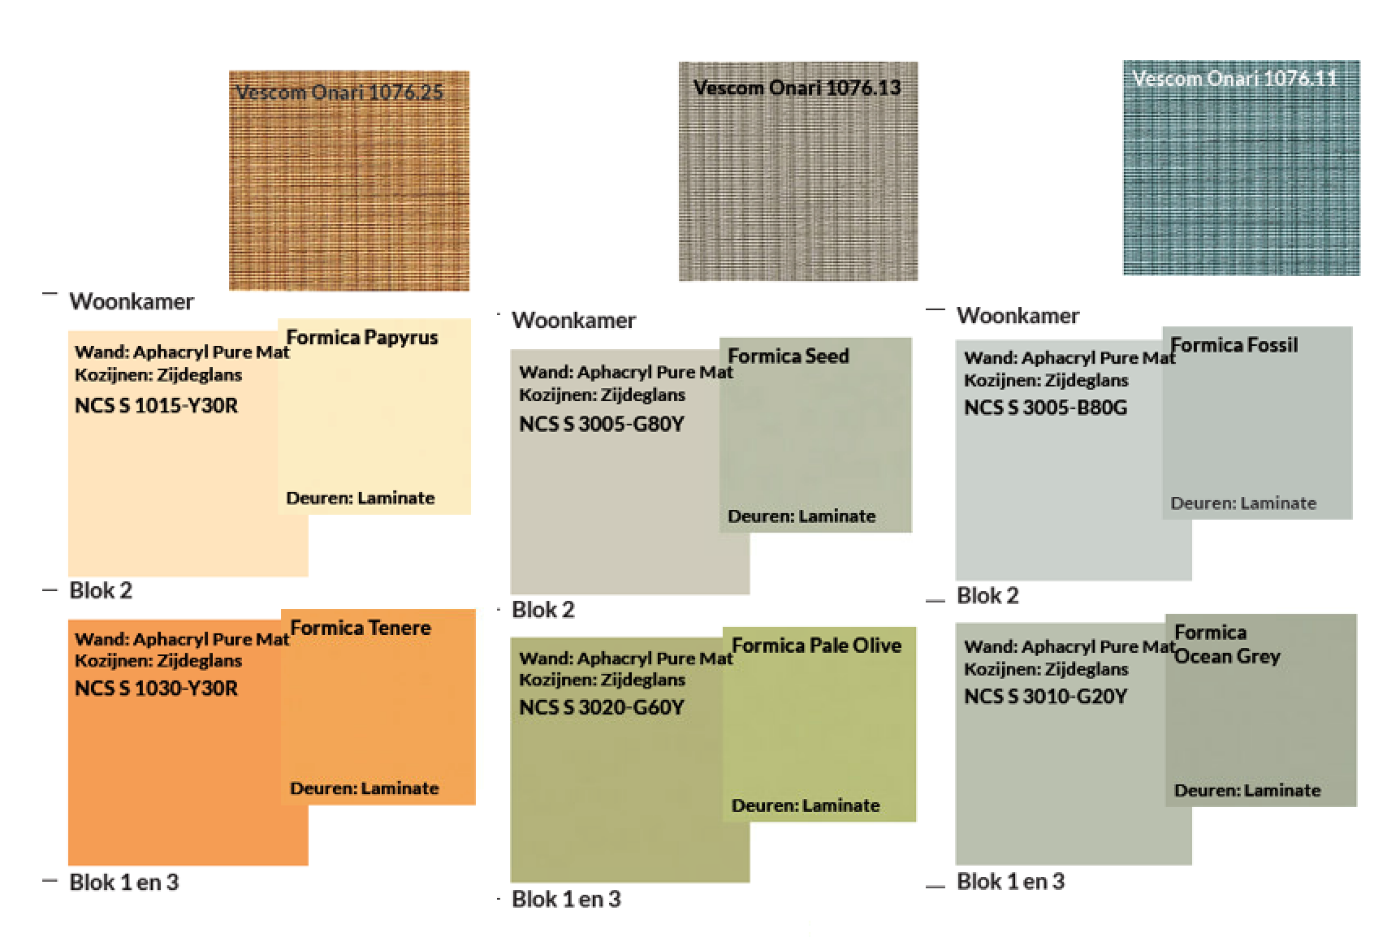 Vescom Onari 1076.25
Woonkamer
Wand: Aphacryl Pure Mat
Kozijnen: Zijdeglans
NCS S 1015-Y30R
Formica Papyrus
Deuren: Laminate
Blok 2
Wand: Aphacryl Pure Mat
Kozijnen: Zijdeglans
NCS S 1030-Y30R
Formica Tenere
Deuren: Laminate
Blok 1 en 3
Vescom Onari 1076.13
Woonkamer
Wand: Aphacryl Pure Mat
Kozijnen: Zijdeglans
NCS S 3005-G80Y
Formica Seed
Deuren: Laminate
Blok 2
Wand: Aphacryl Pure Mat
Kozijnen: Zijdeglans
NCS S 3020-G60Y
Formica Pale Olive
Deuren: Laminate
Blok 1 en 3
Vescom Onari 1076.11
Woonkamer
Wand: Aphacryl Pure Mat
Kozijnen: Zijdeglans
NCS S 3005-B80G
Formica Fossil
Deuren: Laminate
Blok 2
Wand: Aphacryl Pure Mat
Kozijnen: Zijdeglans
NCS S 3010-G20Y
Formica
Ocean Grey
Deuren: Laminate
Blok 1 en 3